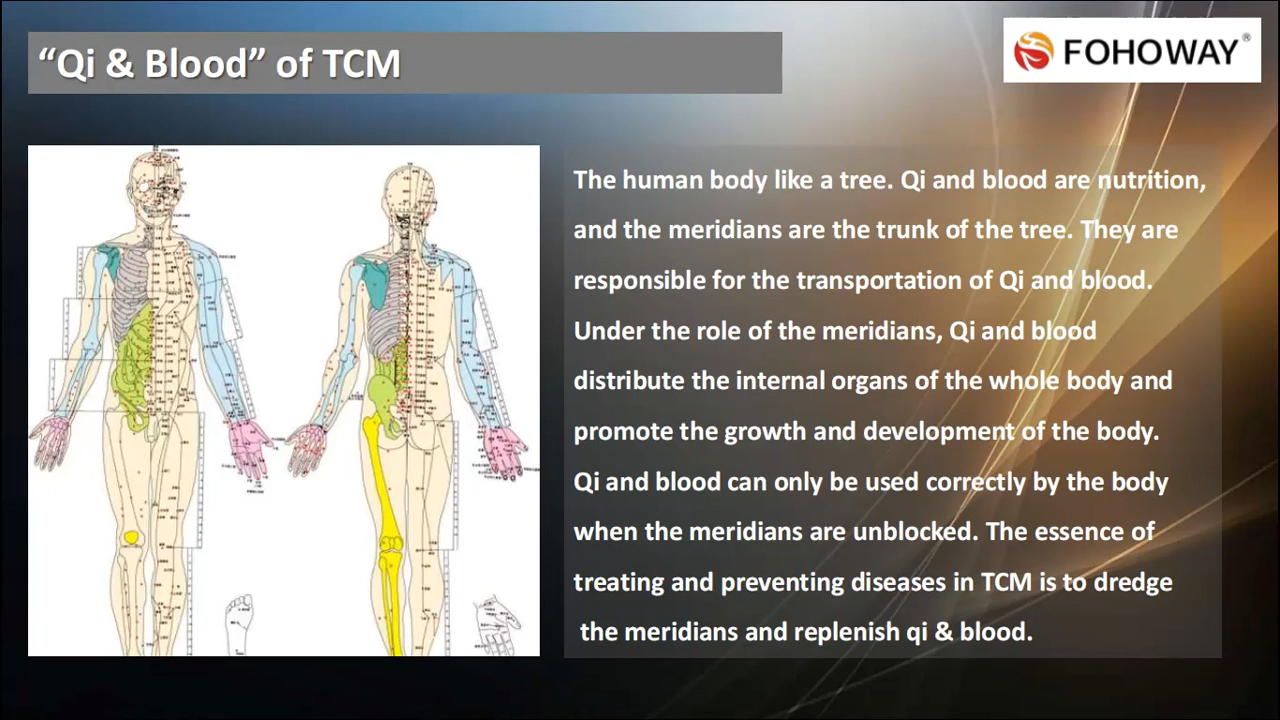 “Qi & Blood” of TCM
FOHOWAY®
The human body like a tree. Qi and blood are nutrition,
and the meridians are the trunk of the tree. They are
responsible for the transportation of Qi and blood.
Under the role of the meridians, Qi and blood
distribute the internal organs of the whole body and
promote the growth and development of the body.
Qi and blood can only be used correctly by the body
when the meridians are unblocked. The essence of
treating and preventing diseases in TCM is to dredge
the meridians and replenish qi & blood.